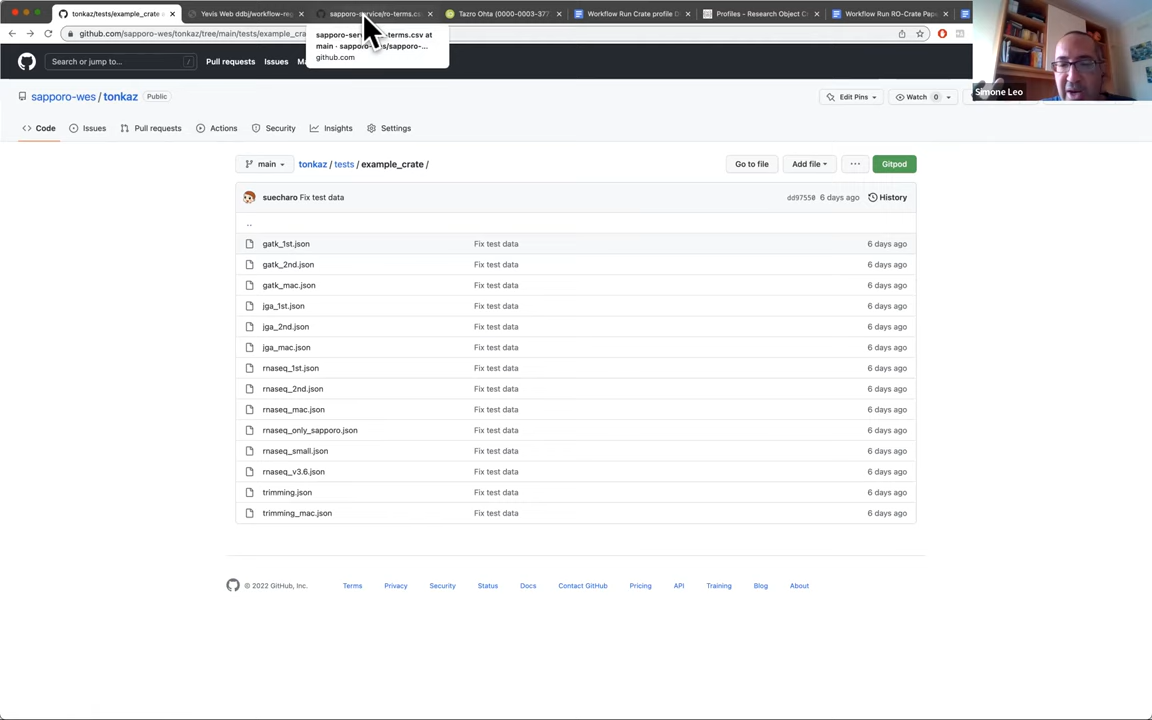 tonkaz/tests/example_crate
Yevis Web ddbj/workflow-reg
sapporo-service/ro-terms.cs
Tazro Ohta (0000-0003-377
Workflow Run Crate profile D
Profiles - Research Object C
Workflow Run RO-Crate Pape
github.com/sapporo-wes/tonkaz/tree/main/tests/example_cra
sapporo-ser
terms.csv at
main · sapporo
es/sapporo-...
github.com
Search or jump to...
/
Pull requests
Issues
Simone Leo
sapporo-wes / tonkaz
Public
Edit Pins
Watch 0
Code
Issues
Pull requests
Actions
Security
Insights
Settings
main
tonkaz / tests / example_crate /
Go to file
Add file
...
Gitpod
suecharo Fix test data
dd97550 6 days ago
History
..
gatk_1st.json Fix test data 6 days ago
gatk_2nd.json Fix test data 6 days ago
gatk_mac.json Fix test data 6 days ago
jga_1st.json Fix test data 6 days ago
jga_2nd.json Fix test data 6 days ago
jga_mac.json Fix test data 6 days ago
rnaseq_1st.json Fix test data 6 days ago
rnaseq_2nd.json Fix test data 6 days ago
rnaseq_mac.json Fix test data 6 days ago
rnaseq_only_sapporo.json Fix test data 6 days ago
rnaseq_small.json Fix test data 6 days ago
rnaseq_v3.6.json Fix test data 6 days ago
trimming.json Fix test data 6 days ago
trimming_mac.json Fix test data 6 days ago
© 2022 GitHub, Inc.
Terms
Privacy
Security
Status
Docs
Contact GitHub
Pricing
API
Training
Blog
About